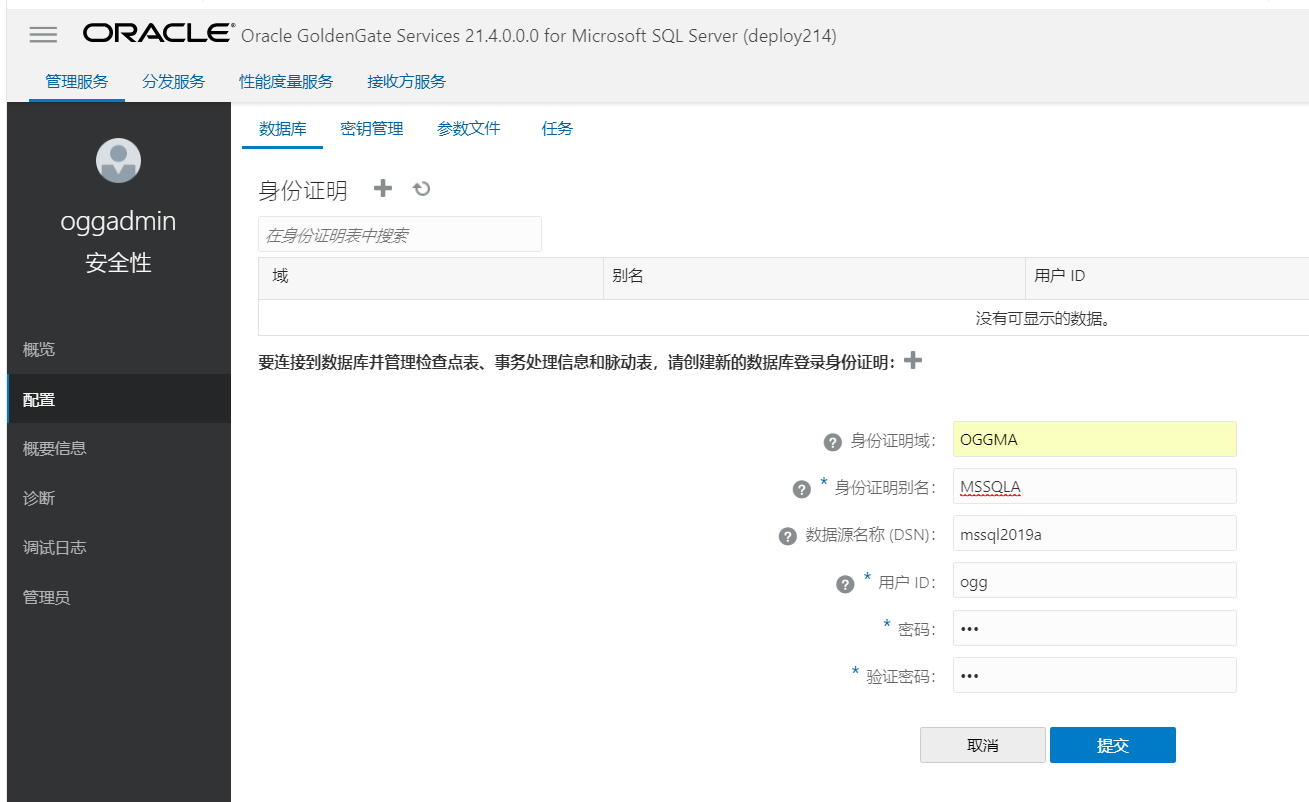 ORACLE® Oracle GoldenGate Services 21.4.0.0.0 for Microsoft SQL Server (deploy214)
管理服务 分发服务 性能度量服务 接收方服务
oggadmin
安全性
概览
配置
概要信息
诊断
调试日志
管理员
数据库 密钥管理 参数文件 任务
身份证明
在身份证明表中搜索
域 别名 用户 ID
没有可显示的数据。
要连接到数据库并管理检查点表、事务处理信息和脉动表，请创建新的数据库登录身份证明：
? 身份证明域： OGGMA
? * 身份证明别名： MSSQLA
? 数据源名称 (DSN)： mssql2019a
? * 用户 ID： ogg
* 密码： •••
* 验证密码： •••
取消 提交